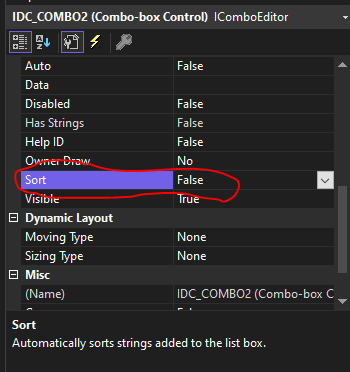 IDC_COMBO2 (Combo-box Control) IComboEditor
Auto False
Data
Disabled False
Has Strings False
Help ID False
Owner Draw No
Sort False
Visible True
Dynamic Layout
Moving Type None
Sizing Type None
Misc
(Name) IDC_COMBO2 (Combo-box C
Sort
Automatically sorts strings added to the list box.